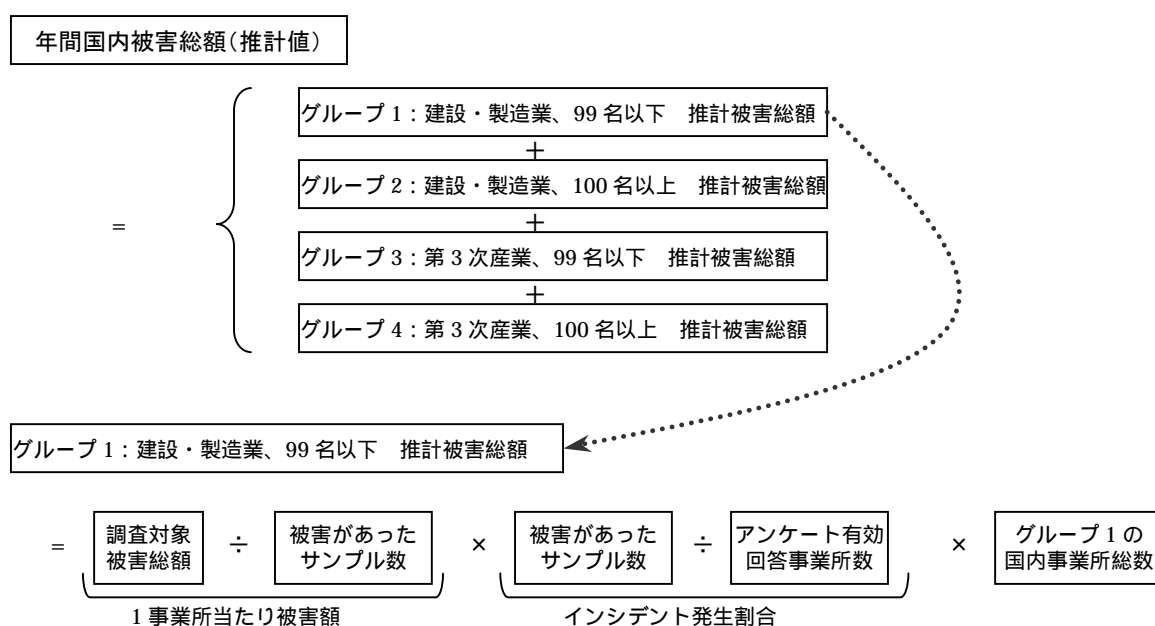 年間国内被害総額(推計値)
グループ 1：建設・製造業、99 名以下　推計被害総額
＋
グループ 2：建設・製造業、100 名以上　推計被害総額
＝
＋
グループ 3：第 3 次産業、99 名以下　推計被害総額
＋
グループ 4：第 3 次産業、100 名以上　推計被害総額
グループ 1：建設・製造業、99 名以下　推計被害総額
＝ 調査対象 ÷ 被害があった × 被害があった ÷ アンケート有効 × グループ 1 の
被害総額 サンプル数 サンプル数 回答事業所数 国内事業所総数
1 事業所当たり被害額 インシデント発生割合